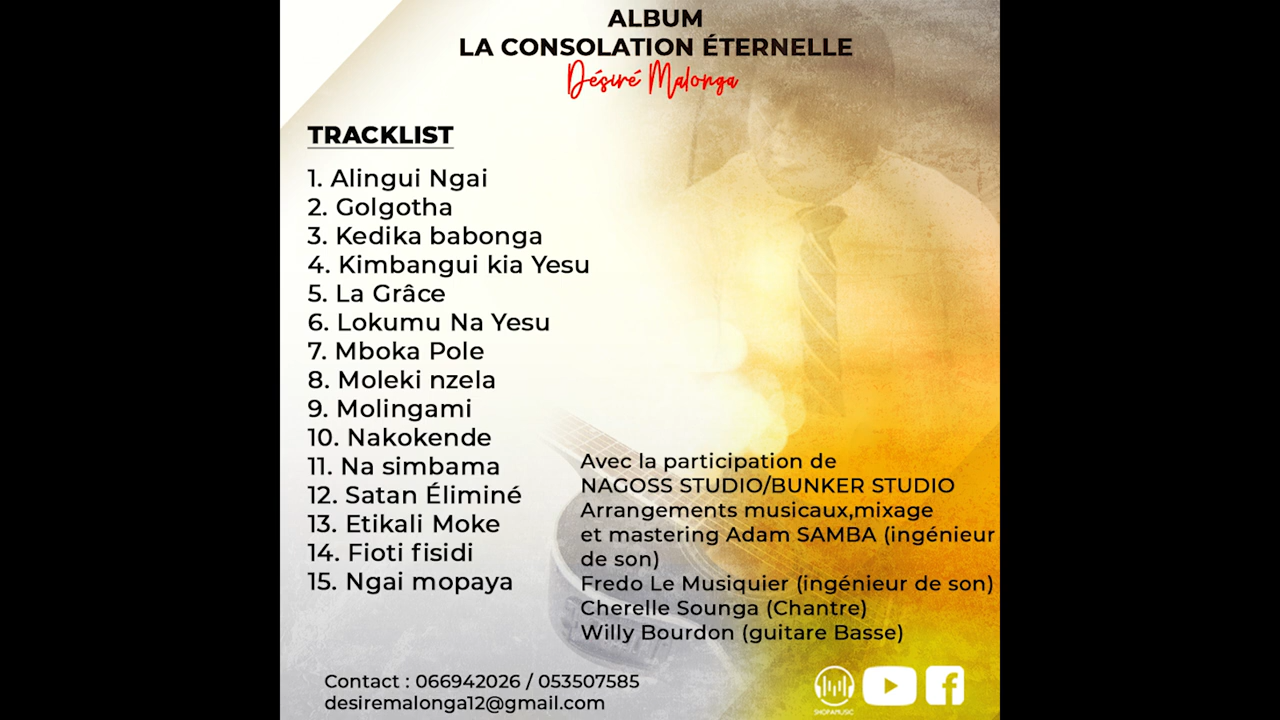 ALBUM
LA CONSOLATION ÉTERNELLE
Désiré Malonga
TRACKLIST
1. Alingui Ngai
2. Golgotha
3. Kedika babonga
4. Kimbangui kia Yesu
5. La Grâce
6. Lokumu Na Yesu
7. Mboka Pole
8. Moleki nzela
9. Molingami
10. Nakokende
11. Na simbama
12. Satan Éliminé
13. Etikali Moke
14. Fioti fisidi
15. Ngai mopaya
Avec la participation de
NAGOSS STUDIO/BUNKER STUDIO
Arrangements musicaux,mixage
et mastering Adam SAMBA (ingénieur
de son)
Fredo Le Musiquier (ingénieur de son)
Cherelle Sounga (Chantre)
Willy Bourdon (guitare Basse)
Contact : 066942026 / 053507585
desiremalonga12@gmail.com